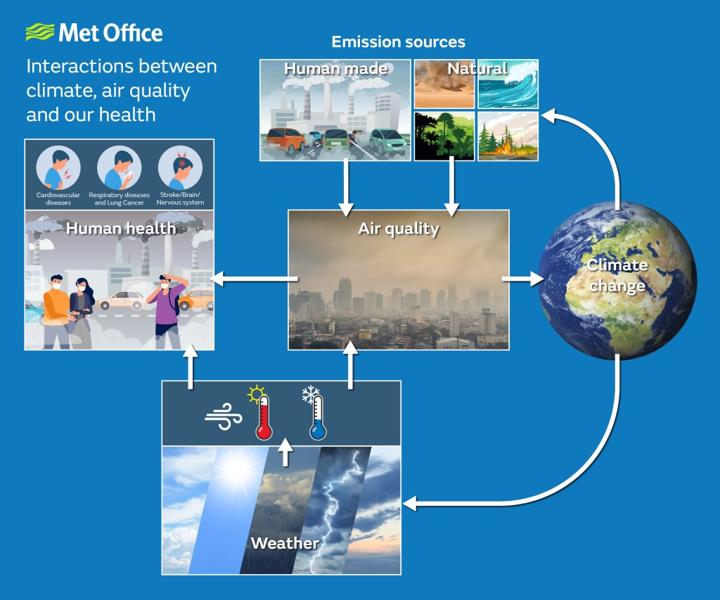 Met Office
Interactions between
climate, air quality
and our health
Emission sources
Human made
Natural
Cardiovascular
diseases
Respiratory diseases
and Lung Cancer
Stroke/Brain/
Nervous system
Human health
Air quality
Climate
change
Weather